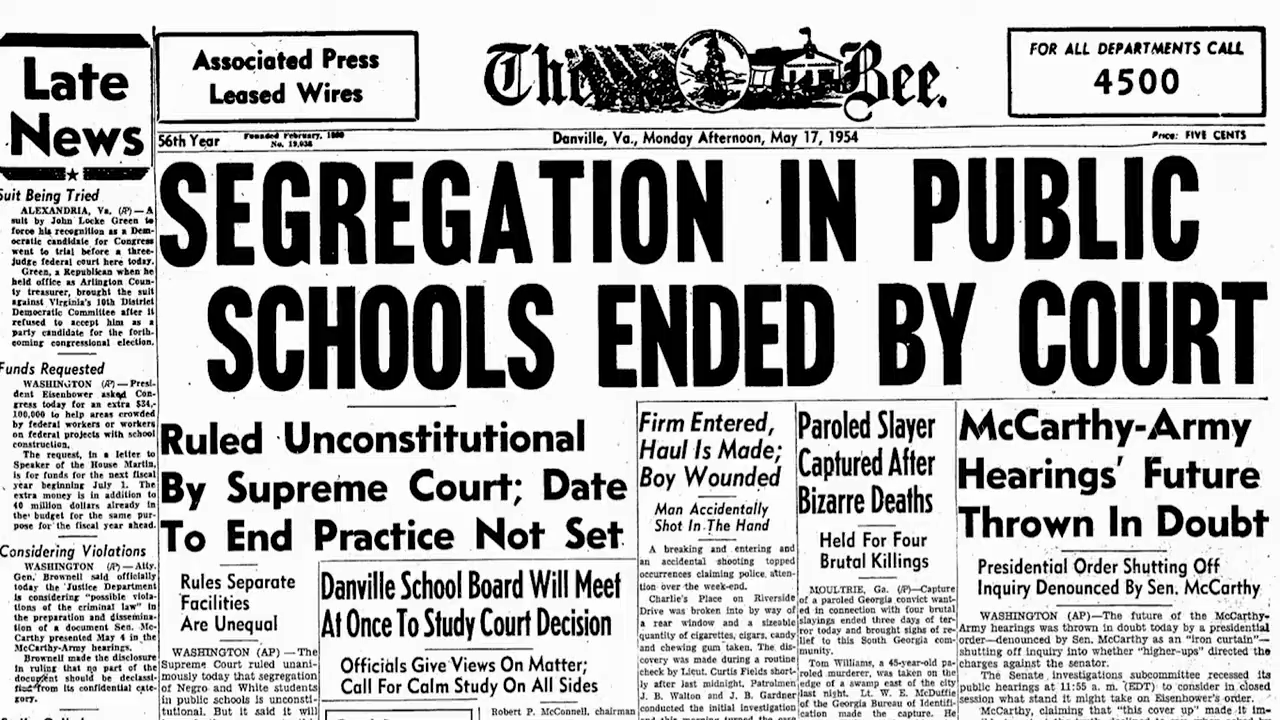 Late
News
Associated Press
Leased Wires
The Bee.
FOR ALL DEPARTMENTS CALL
4500
56th Year
Founded February, 1899
No. 19,038
Danville, Va., Monday Afternoon, May 17, 1954
Price: FIVE CENTS
SEGREGATION IN PUBLIC
SCHOOLS ENDED BY COURT
Suit Being Tried
ALEXANDRIA, Va. (AP) — A
suit by John Locke Green to
force his recognition as a Dem-
ocratic candidate for Congress
went to trial before a three-
judge federal court here today.
Green, a Republican when he
held office as Arlington Coun-
ty treasurer, brought the suit
against Virginia's 10th District
Democratic Committee after it
refused to accept him as a
party candidate for the forth-
coming congressional election.
Funds Requested
WASHINGTON (AP) — Presi-
dent Eisenhower asked Con-
gress today for an extra $34,-
100,000 to help areas crowded
by federal workers or workers
on federal projects with school
construction.
The request, in a letter to
Speaker of the House Martin,
is for funds for the next fiscal
year beginning July 1. The
extra money is in addition to
40 million dollars already in
the budget for the same pur-
pose for the fiscal year ahead.
Considering Violations
WASHINGTON (AP) — Atty.
Gen. Brownell said officially
today the Justice Department
is considering "possible viola-
tions of the criminal law" in
the preparation and dissemina-
tion of a document Sen. Mc-
Carthy presented May 4 in the
McCarthy-Army hearings.
Brownell made the disclosure
in ruling that no part of the
document should be declassi-
fied from its confidential cate-
gory.
Ruled Unconstitutional
By Supreme Court; Date
To End Practice Not Set
Rules Separate
Facilities
Are Unequal
WASHINGTON (AP) — The
Supreme Court ruled unani-
mously today that segregation
of Negro and White students
in public schools is unconsti-
tutional. But it said it will
Danville School Board Will Meet
At Once To Study Court Decision
Officials Give Views On Matter;
Call For Calm Study On All Sides
Robert P. McConnell, chairman
Firm Entered,
Haul Is Made;
Boy Wounded
Man Accidentally
Shot In The Hand
A breaking and entering and
an accidental shooting topped
occurrences claiming police atten-
tion over the week-end.
Charlie's Place on Riverside
Drive was broken into by way of
a rear window and a sizeable
quantity of cigarettes, cigars, candy
and chewing gum taken. The dis-
covery was made during a routine
check by Lieut. Curtis Fields short-
ly after last midnight. Patrolmen
J. B. Walton and J. B. Gardner
conducted the initial investigation
Paroled Slayer
Captured After
Bizarre Deaths
Held For Four
Brutal Killings
MOULTRIE, Ga. (AP)—Capture
of a paroled Georgia convict want-
ed in connection with four brutal
slayings ended three days of ter-
ror today and brought sighs of re-
lief to this South Georgia com-
munity.
Tom Williams, a 45-year-old pa-
roled murderer, was taken on the
edge of a swamp east of the city
last night. Lt. W. E. McDuffie
of the Georgia Bureau of Identifi-
cation made the capture. He
McCarthy-Army
Hearings' Future
Thrown In Doubt
Presidential Order Shutting Off
Inquiry Denounced By Sen. McCarthy
WASHINGTON (AP)—The future of the McCarthy-
Army hearings was thrown in doubt today by a presidential
order—denounced by Sen. McCarthy as an "iron curtain"—
shutting off inquiry into whether "higher-ups" directed the
charges against the senator.
The Senate investigations subcommittee recessed its
public hearings at 11:55 a. m. (EDT) to consider in closed
session what stand it might take on Eisenhower's order.
McCarthy, claiming that "this cover up" made it im-